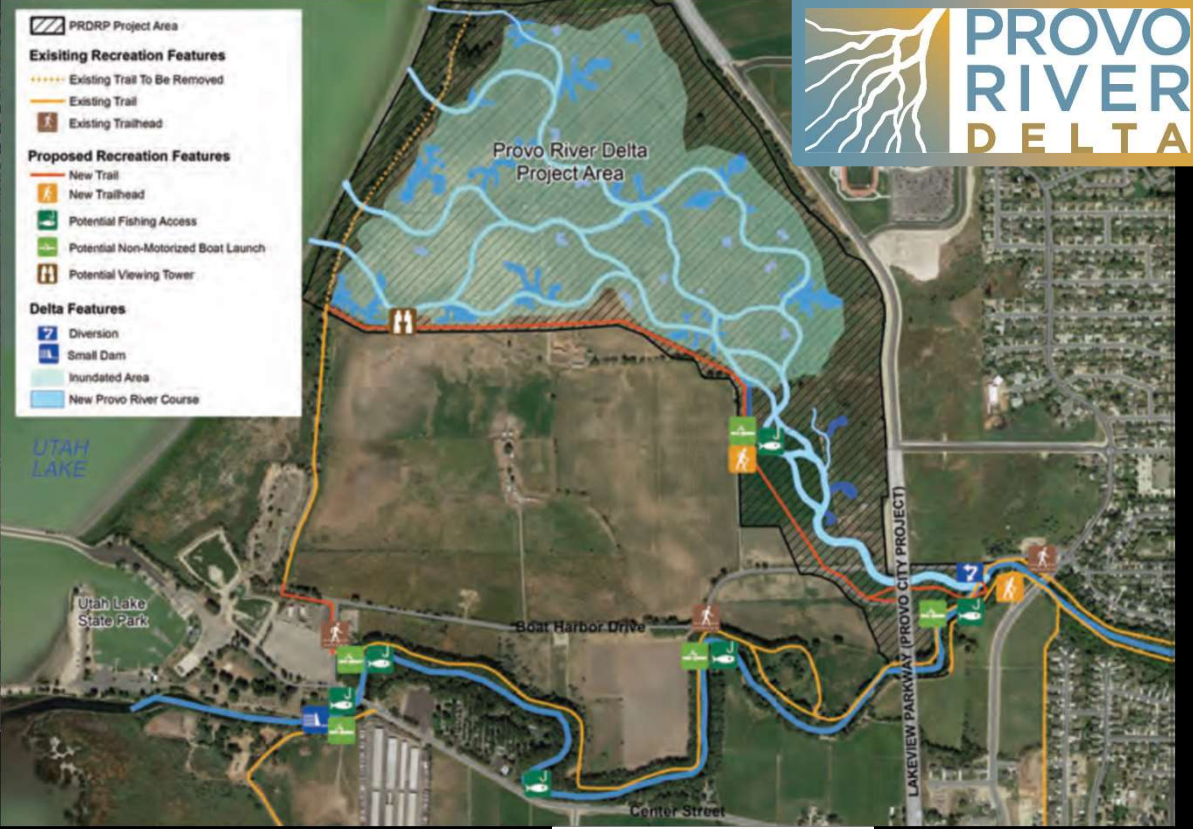 PRDRP Project Area
Exisiting Recreation Features
Existing Trail To Be Removed
Existing Trail
Existing Trailhead
Proposed Recreation Features
New Trail
New Trailhead
Potential Fishing Access
Potential Non-Motorized Boat Launch
Potential Viewing Tower
Delta Features
Diversion
Small Dam
Inundated Area
New Provo River Course
PROVO
RIVER
DELTA
Provo River Delta
Project Area
UTAH
LAKE
Utah Lake
State Park
Boat Harbor Drive
Center Street
LAKEVIEW PARKWAY (PROVO CITY PROJECT)